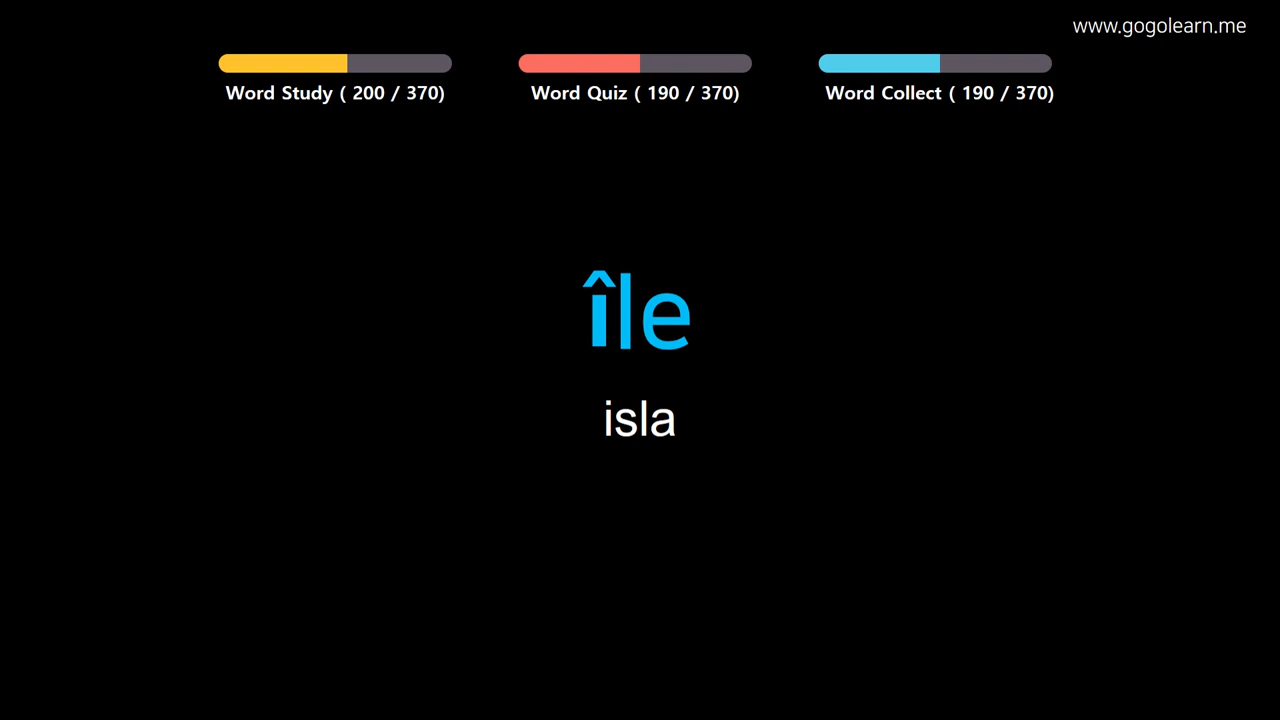 www.gogolearn.me
Word Study ( 200 / 370)
Word Quiz ( 190 / 370)
Word Collect ( 190 / 370)
île
isla